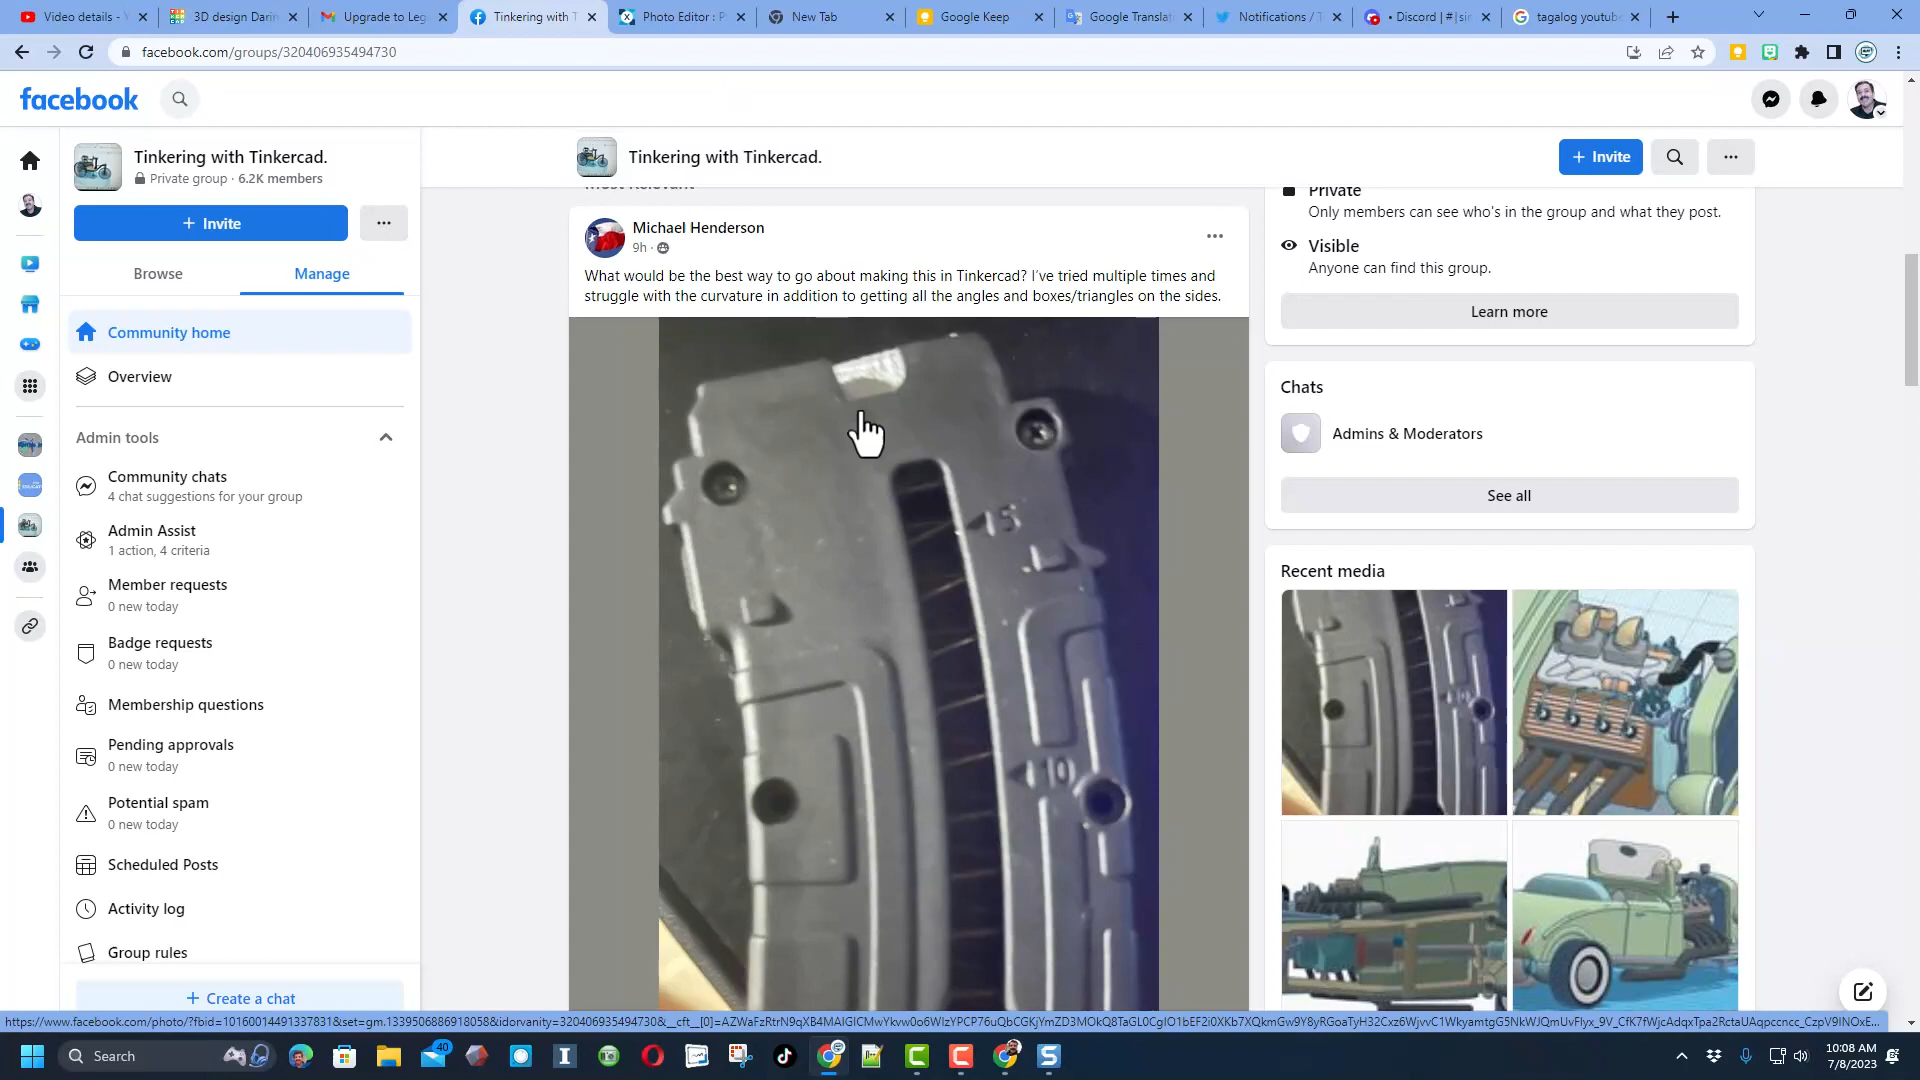 Video details - Y
3D design Darin
Upgrade to Leg
Tinkering with T
Photo Editor : P
New Tab
Google Keep
Google Translat
Notifications / T
• Discord | #|sin
tagalog youtube
facebook.com/groups/320406935494730
facebook
Tinkering with Tinkercad.
Private group · 6.2K members
+ Invite
Browse
Manage
Community home
Overview
Admin tools
Community chats
4 chat suggestions for your group
Admin Assist
1 action, 4 criteria
Member requests
0 new today
Badge requests
0 new today
Membership questions
Pending approvals
0 new today
Potential spam
0 new today
Scheduled Posts
Activity log
Group rules
+ Create a chat
Tinkering with Tinkercad.
+ Invite
Most Relevant
Michael Henderson
9h ·
What would be the best way to go about making this in Tinkercad? I've tried multiple times and
struggle with the curvature in addition to getting all the angles and boxes/triangles on the sides.
15
10
Private
Only members can see who's in the group and what they post.
Visible
Anyone can find this group.
Learn more
Chats
Admins & Moderators
See all
Recent media
Search
40
10:08 AM
7/8/2023